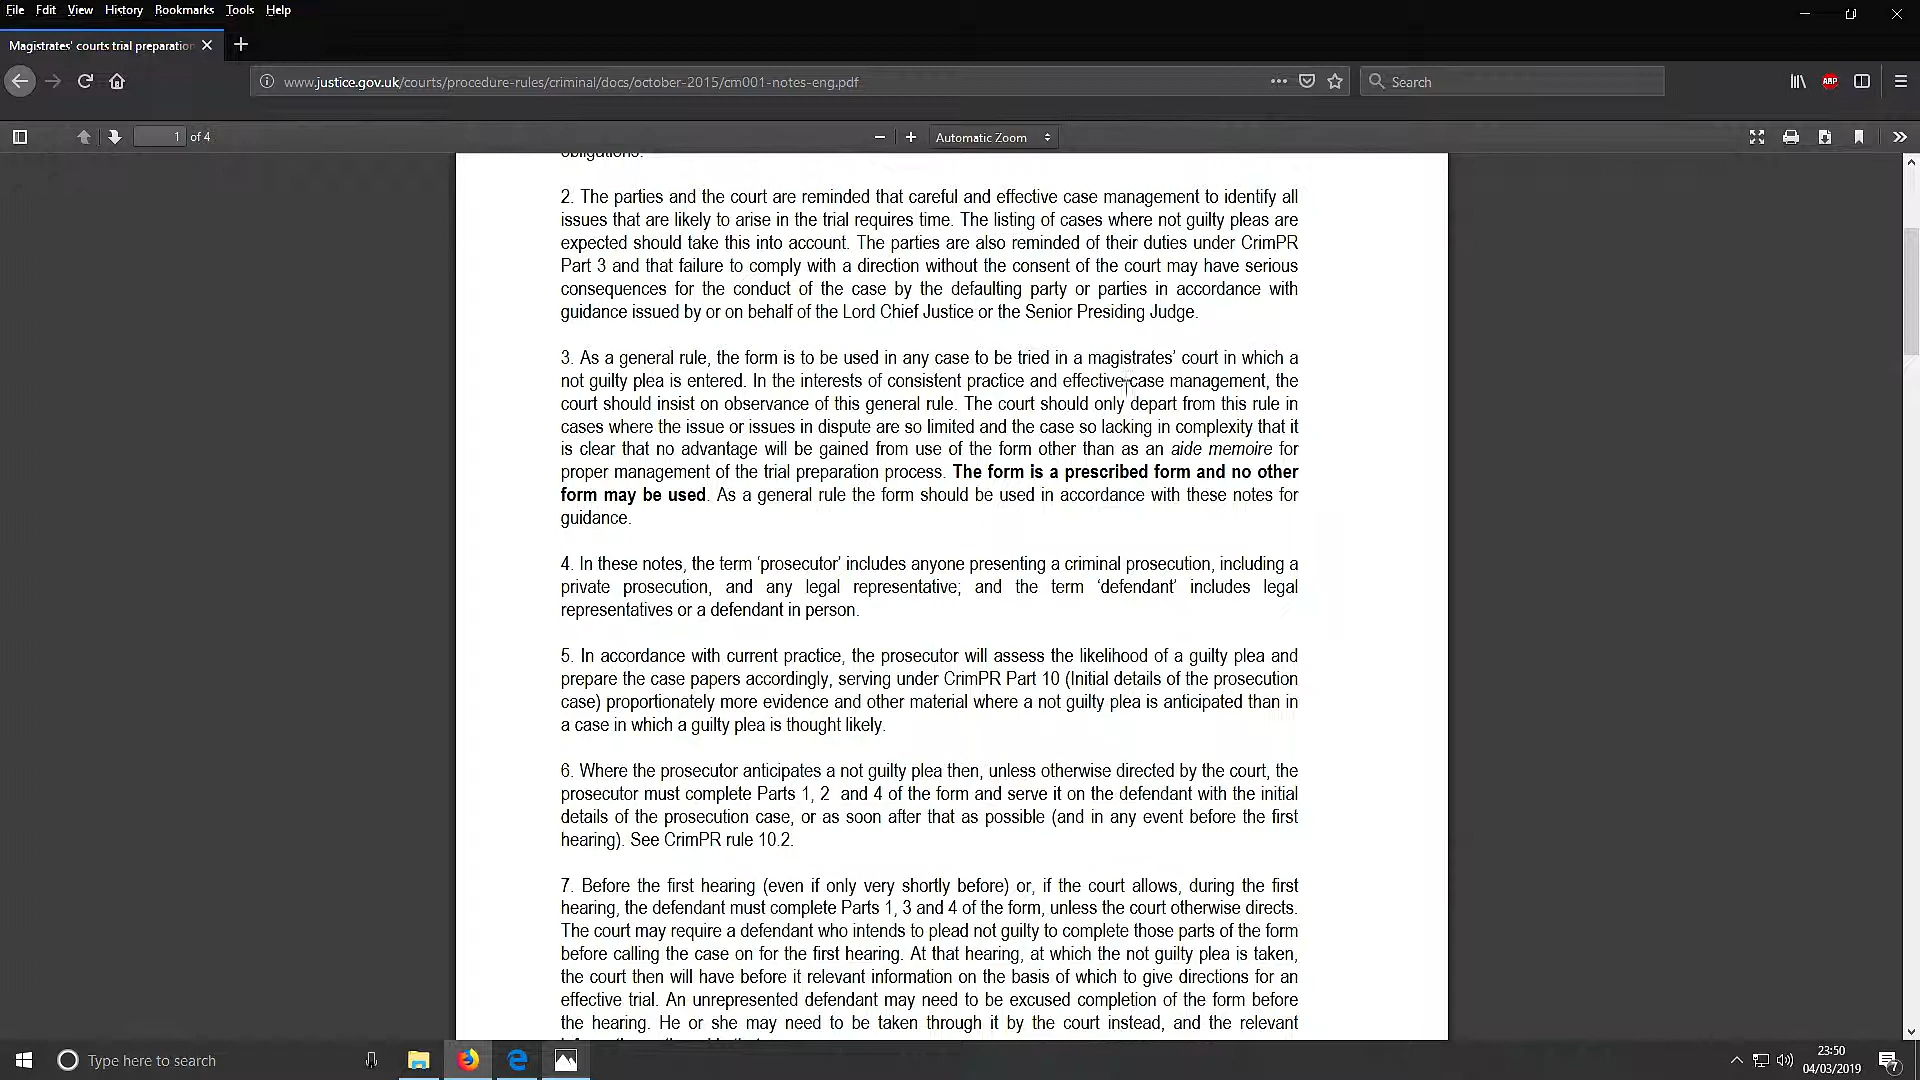 File Edit View History Bookmarks Tools Help
Magistrates' courts trial preparation
www.justice.gov.uk/courts/procedure-rules/criminal/docs/october-2015/cm001-notes-eng.pdf
Search
ABP
1 of 4
Automatic Zoom
obligations.
2. The parties and the court are reminded that careful and effective case management to identify all
issues that are likely to arise in the trial requires time. The listing of cases where not guilty pleas are
expected should take this into account. The parties are also reminded of their duties under CrimPR
Part 3 and that failure to comply with a direction without the consent of the court may have serious
consequences for the conduct of the case by the defaulting party or parties in accordance with
guidance issued by or on behalf of the Lord Chief Justice or the Senior Presiding Judge.
3. As a general rule, the form is to be used in any case to be tried in a magistrates’ court in which a
not guilty plea is entered. In the interests of consistent practice and effective case management, the
court should insist on observance of this general rule. The court should only depart from this rule in
cases where the issue or issues in dispute are so limited and the case so lacking in complexity that it
is clear that no advantage will be gained from use of the form other than as an aide memoire for
proper management of the trial preparation process. The form is a prescribed form and no other
form may be used. As a general rule the form should be used in accordance with these notes for
guidance.
4. In these notes, the term ‘prosecutor’ includes anyone presenting a criminal prosecution, including a
private prosecution, and any legal representative; and the term ‘defendant’ includes legal
representatives or a defendant in person.
5. In accordance with current practice, the prosecutor will assess the likelihood of a guilty plea and
prepare the case papers accordingly, serving under CrimPR Part 10 (Initial details of the prosecution
case) proportionately more evidence and other material where a not guilty plea is anticipated than in
a case in which a guilty plea is thought likely.
6. Where the prosecutor anticipates a not guilty plea then, unless otherwise directed by the court, the
prosecutor must complete Parts 1, 2 and 4 of the form and serve it on the defendant with the initial
details of the prosecution case, or as soon after that as possible (and in any event before the first
hearing). See CrimPR rule 10.2.
7. Before the first hearing (even if only very shortly before) or, if the court allows, during the first
hearing, the defendant must complete Parts 1, 3 and 4 of the form, unless the court otherwise directs.
The court may require a defendant who intends to plead not guilty to complete those parts of the form
before calling the case on for the first hearing. At that hearing, at which the not guilty plea is taken,
the court then will have before it relevant information on the basis of which to give directions for an
effective trial. An unrepresented defendant may need to be excused completion of the form before
the hearing. He or she may need to be taken through it by the court instead, and the relevant
Type here to search
23:50
04/03/2019
7